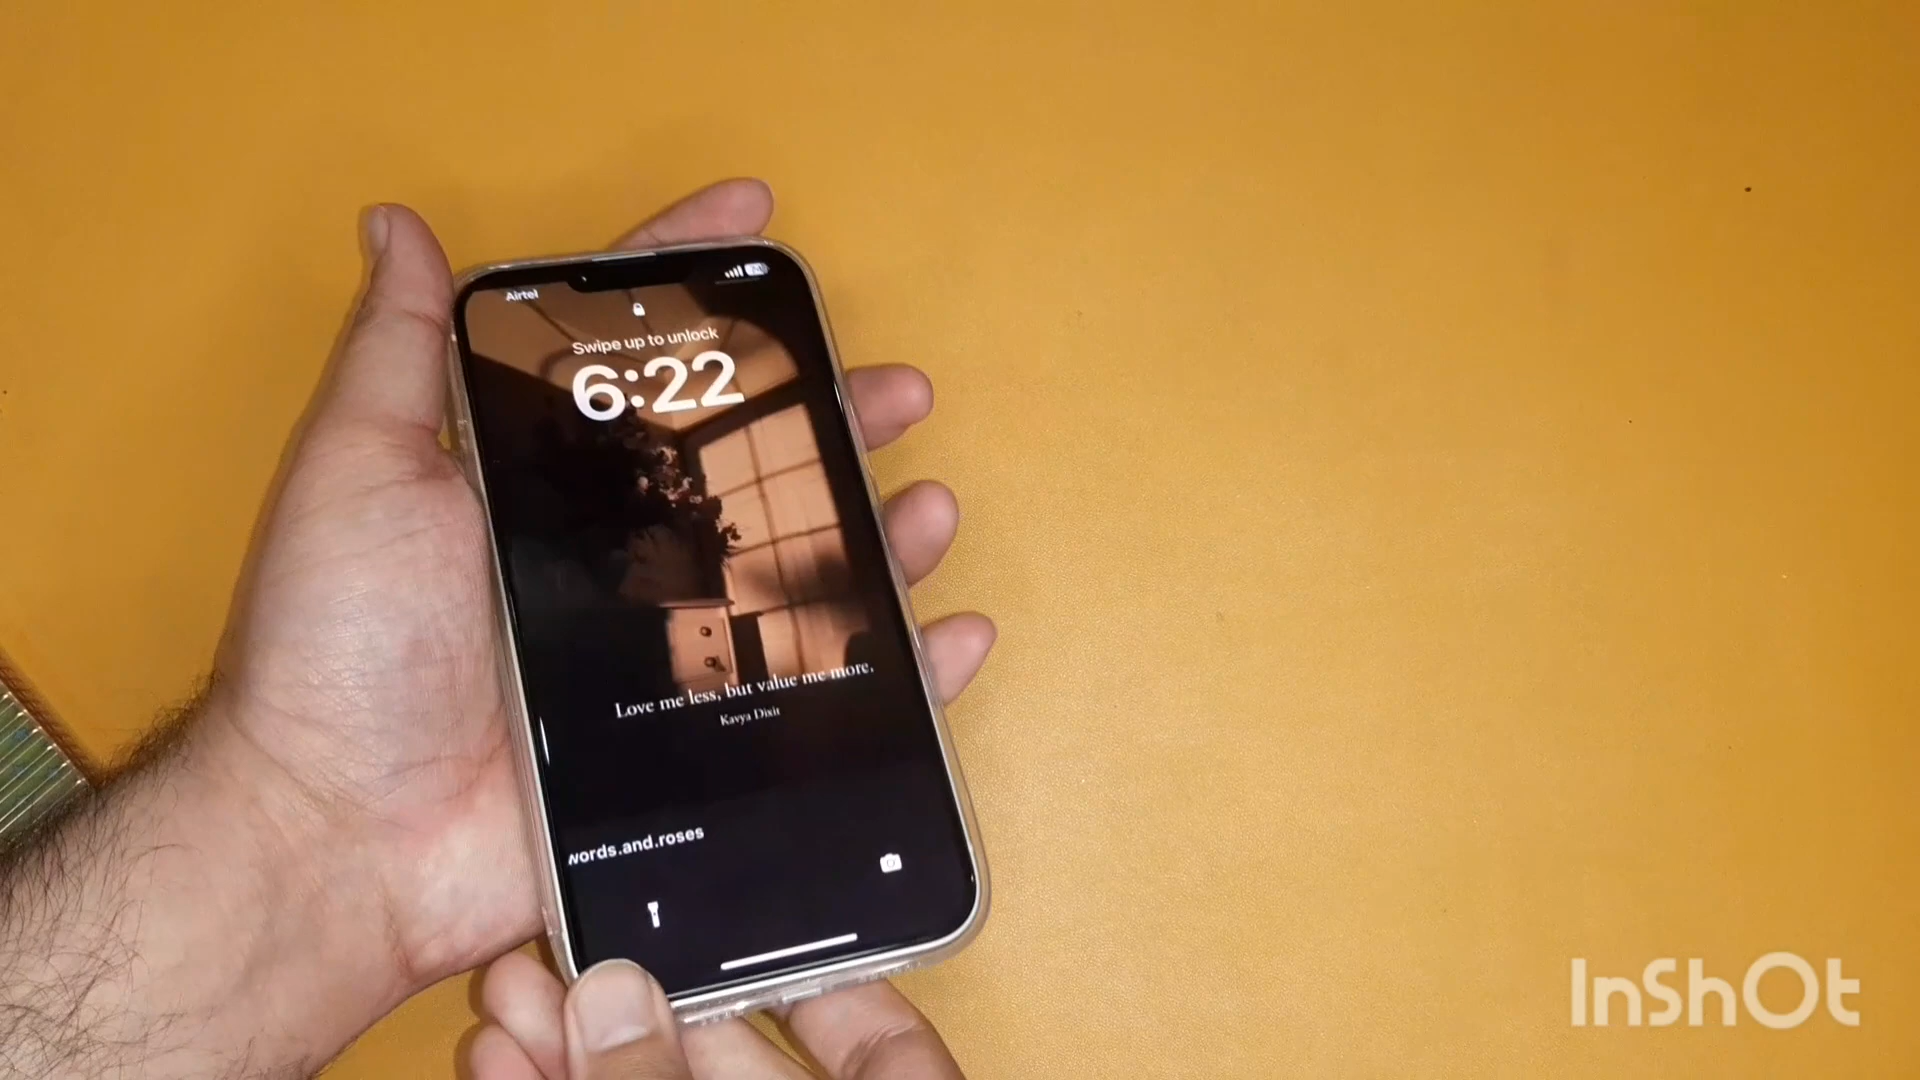 Airtel
Swipe up to unlock
6:22
Love me less, but value me more.
Kavya Dixit
words.and.roses
InShOt